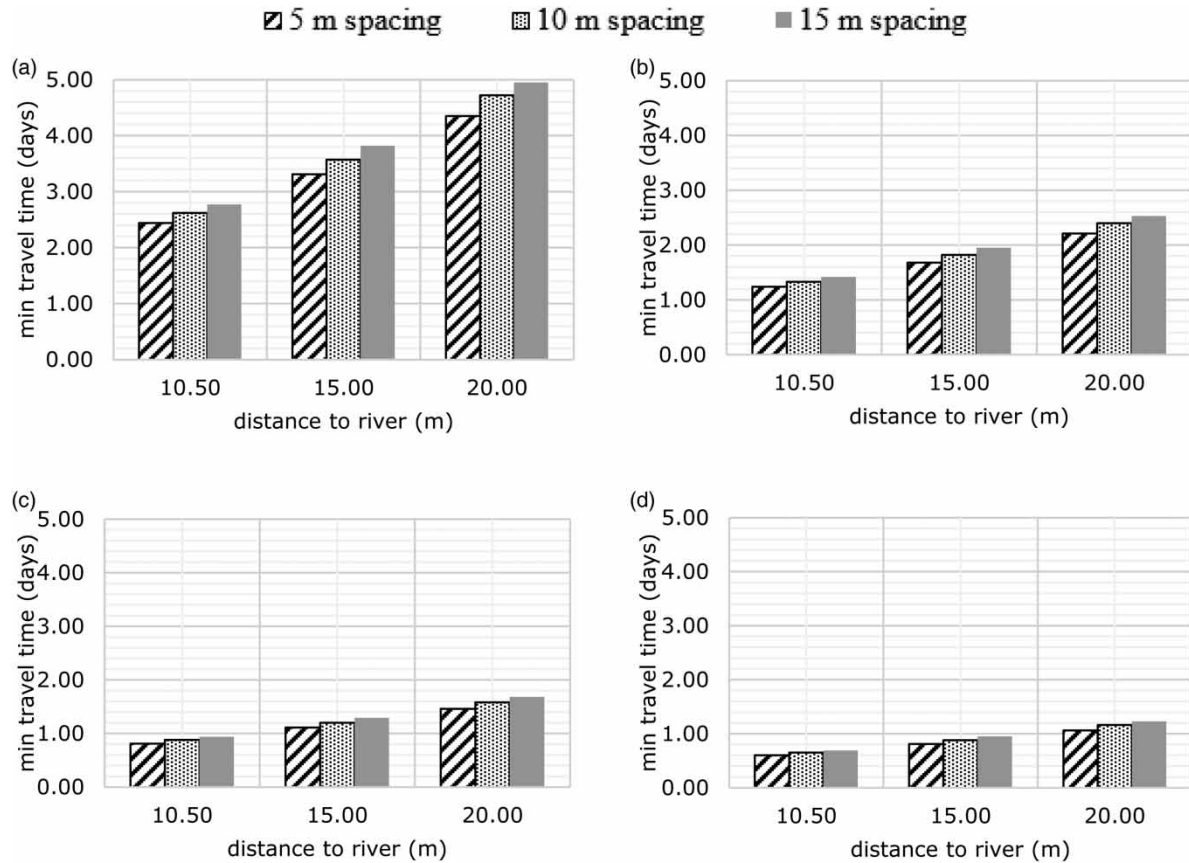 5 m spacing 10 m spacing 15 m spacing
(a)
min travel time (days)
5.00
4.00
3.00
2.00
1.00
0.00
10.50 15.00 20.00
distance to river (m)
(b)
min travel time (days)
5.00
4.00
3.00
2.00
1.00
0.00
10.50 15.00 20.00
distance to river (m)
(c)
min travel time (days)
5.00
4.00
3.00
2.00
1.00
0.00
10.50 15.00 20.00
distance to river (m)
(d)
min travel time (days)
5.00
4.00
3.00
2.00
1.00
0.00
10.50 15.00 20.00
distance to river (m)